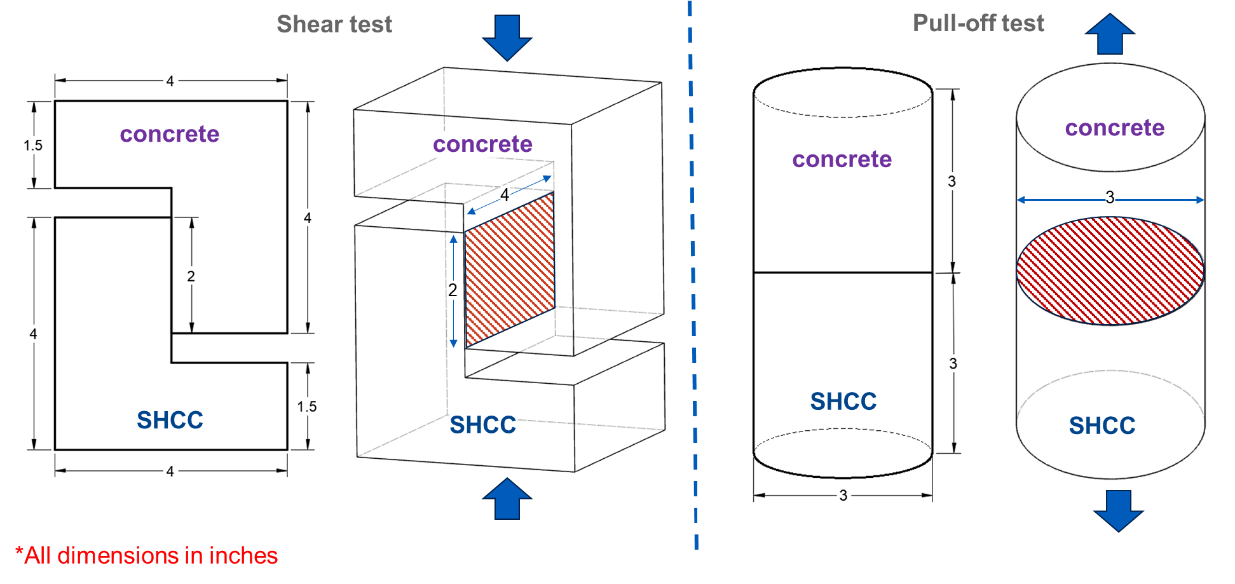 Shear test
Pull-off test
4
concrete
1.5
4
2
4
SHCC
1.5
4
concrete
4
2
SHCC
concrete
3
SHCC
3
3
concrete
3
SHCC
*All dimensions in inches